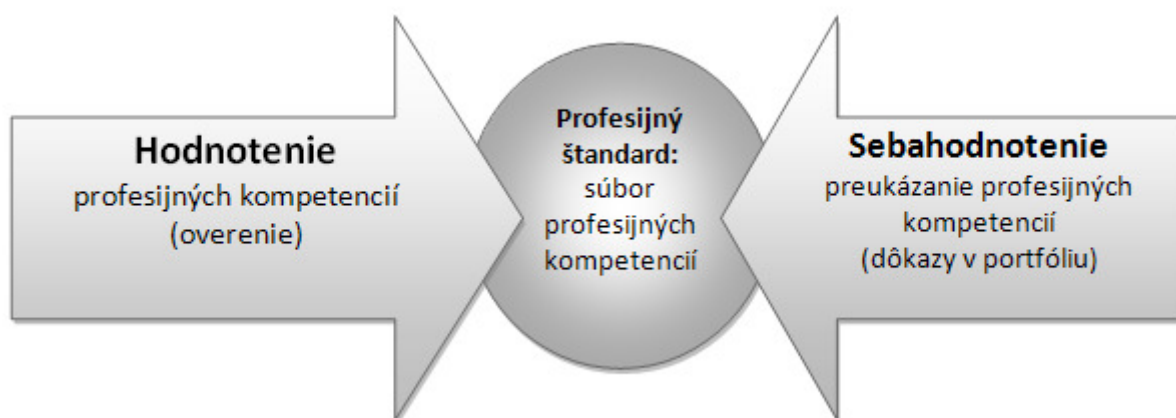 Hodnotenie
profesijných kompetencií
(overenie)
Profesijný
štandard:
súbor
profesijných
kompetencií
Sebahodnotenie
preukázanie profesijných
kompetencií
(dôkazy v portfóliu)